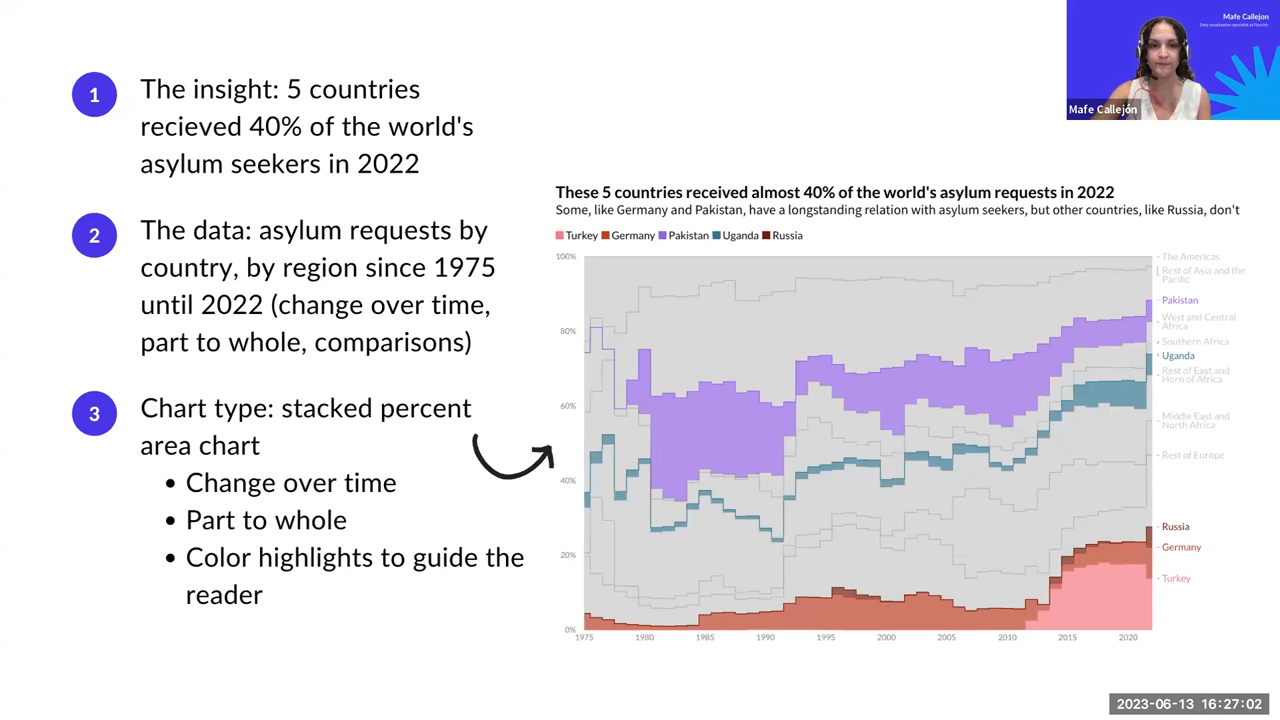 Mafe Callejon
Data visualization specialist at Flourish
Mafe Callejón
1
The insight: 5 countries
recieved 40% of the world's
asylum seekers in 2022
2
The data: asylum requests by
country, by region since 1975
until 2022 (change over time,
part to whole, comparisons)
3
Chart type: stacked percent
area chart
• Change over time
• Part to whole
• Color highlights to guide the
reader
These 5 countries received almost 40% of the world's asylum requests in 2022
Some, like Germany and Pakistan, have a longstanding relation with asylum seekers, but other countries, like Russia, don't
Turkey Germany Pakistan Uganda Russia
100%
80%
60%
40%
20%
0%
1975 1980 1985 1990 1995 2000 2005 2010 2015 2020
The Americas
Rest of Asia and the
Pacific
Pakistan
West and Central
Africa
Southern Africa
Uganda
Rest of East and
Horn of Africa
Middle East and
North Africa
Rest of Europe
Russia
Germany
Turkey
2023-06-13 16:27:02